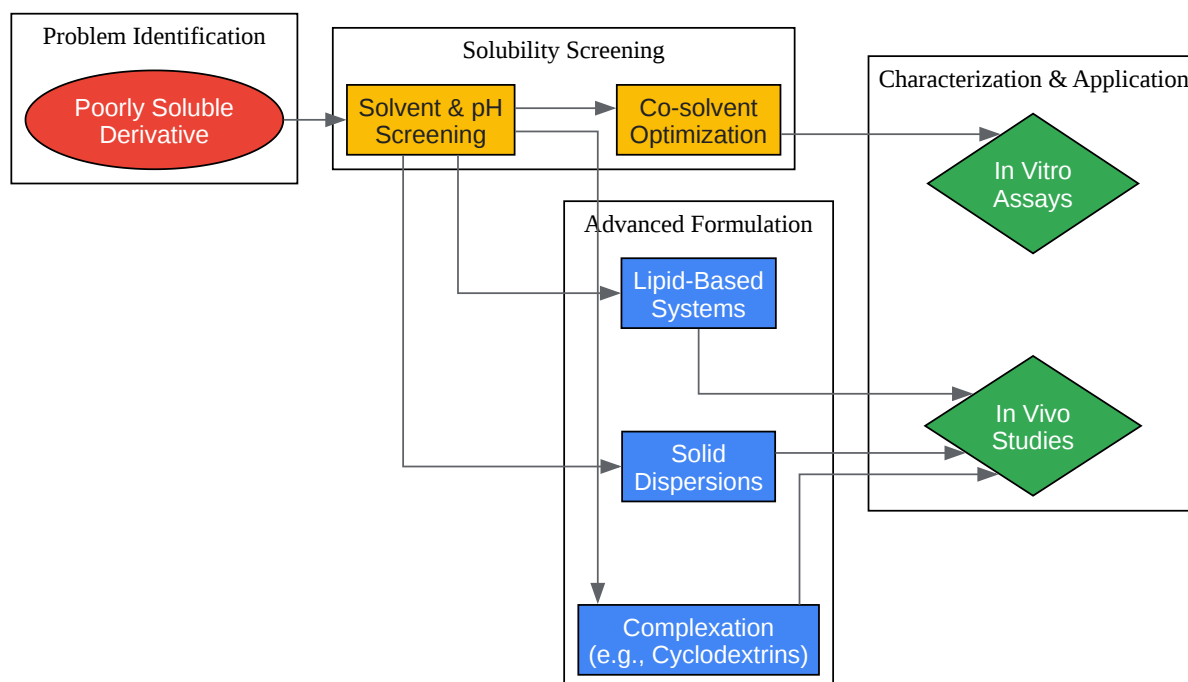 Problem Identification
Poorly Soluble
Derivative
Solubility Screening
Solvent & pH
Screening
Co-solvent
Optimization
Advanced Formulation
Lipid-Based
Systems
Solid
Dispersions
Complexation
(e.g., Cyclodextrins)
Characterization & Application
In Vitro
Assays
In Vivo
Studies